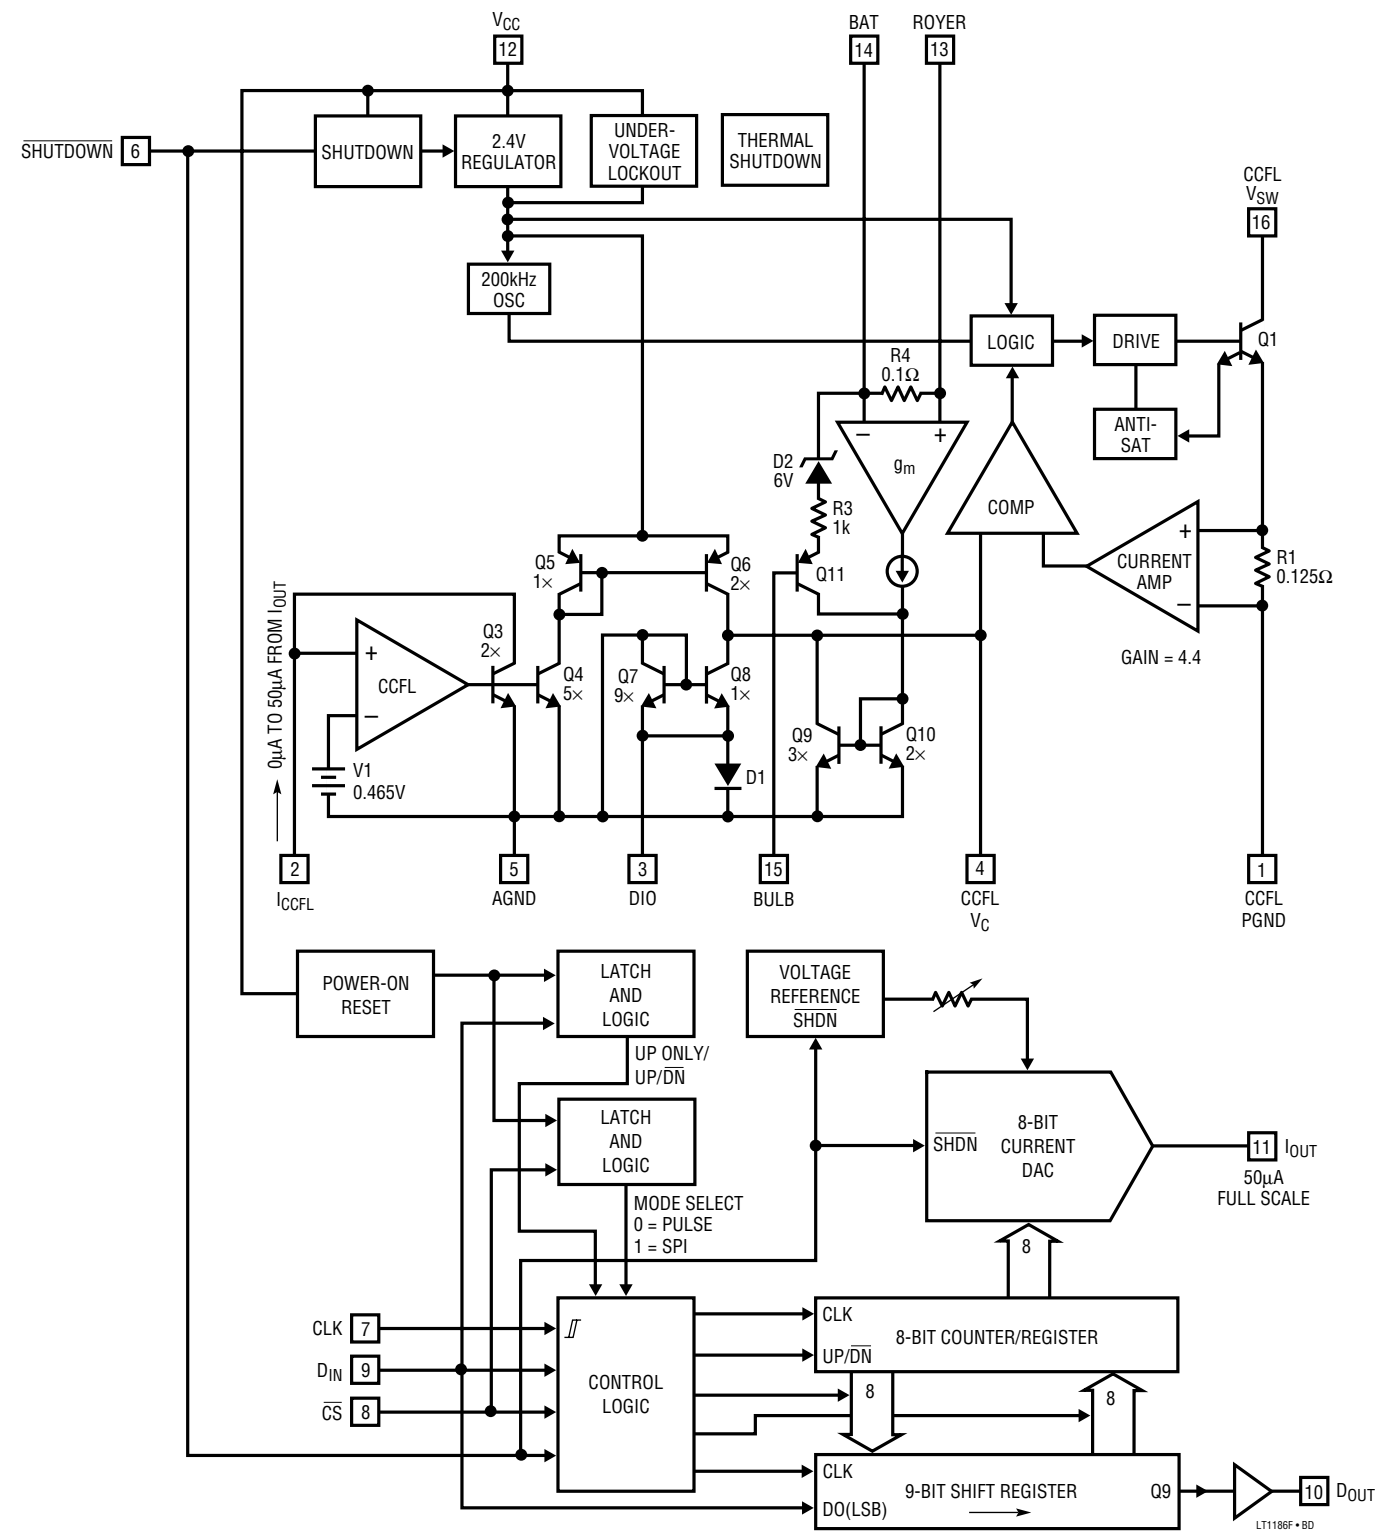 VCC
12
BAT
14
ROYER
13
SHUTDOWN
6
SHUTDOWN
2.4V
REGULATOR
UNDER-
VOLTAGE
LOCKOUT
THERMAL
SHUTDOWN
CCFL
VSW
16
200kHz
OSC
LOGIC
DRIVE
Q1
R4
0.1Ω
ANTI-
SAT
−
+
gm
D2
6V
R3
1k
COMP
Q11
+
CURRENT
AMP
−
R1
0.125Ω
GAIN = 4.4
Q5
1×
Q6
2×
0µA TO 50µA FROM IOUT
Q3
2×
+
CCFL
−
Q4
5×
Q7
9×
Q8
1×
Q9
3×
Q10
2×
V1
0.465V
D1
2
ICCFL
5
AGND
3
DIO
15
BULB
4
CCFL
VC
1
CCFL
PGND
POWER-ON
RESET
LATCH
AND
LOGIC
VOLTAGE
REFERENCE
SHDN
UP ONLY/
UP/DN
LATCH
AND
LOGIC
SHDN
8-BIT
CURRENT
DAC
11
IOUT
50µA
FULL SCALE
MODE SELECT
0 = PULSE
1 = SPI
8
CLK
7
DIN
9
CS
8
CONTROL
LOGIC
CLK
8-BIT COUNTER/REGISTER
UP/DN
8
8
CLK
9-BIT SHIFT REGISTER
Q9
DO(LSB)
10
DOUT
LT1186F • BD